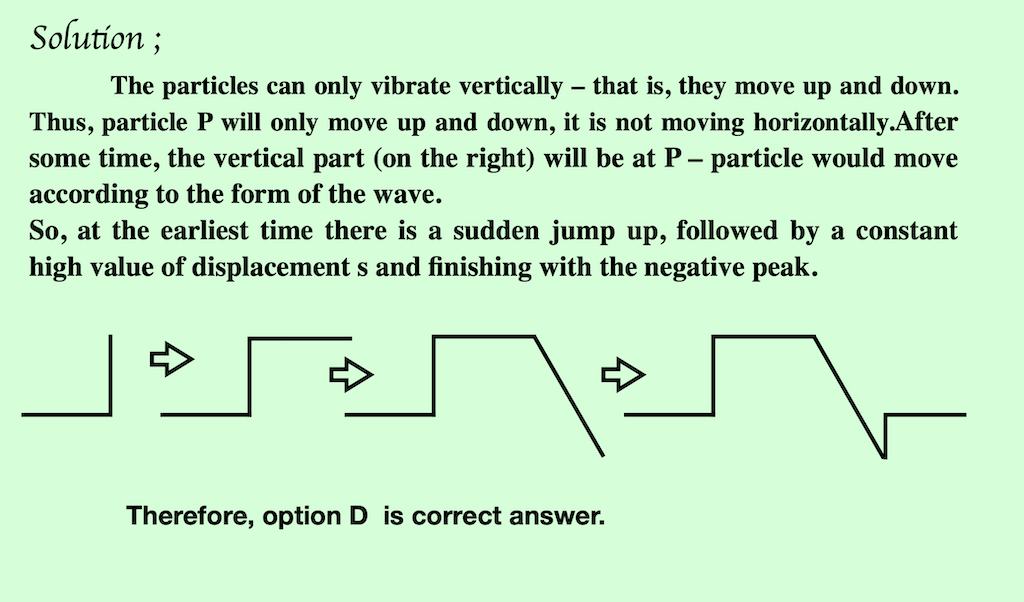 Solution ;
The particles can only vibrate vertically – that is, they move up and down.
Thus, particle P will only move up and down, it is not moving horizontally.After
some time, the vertical part (on the right) will be at P – particle would move
according to the form of the wave.
So, at the earliest time there is a sudden jump up, followed by a constant
high value of displacement s and finishing with the negative peak.
Therefore, option D is correct answer.